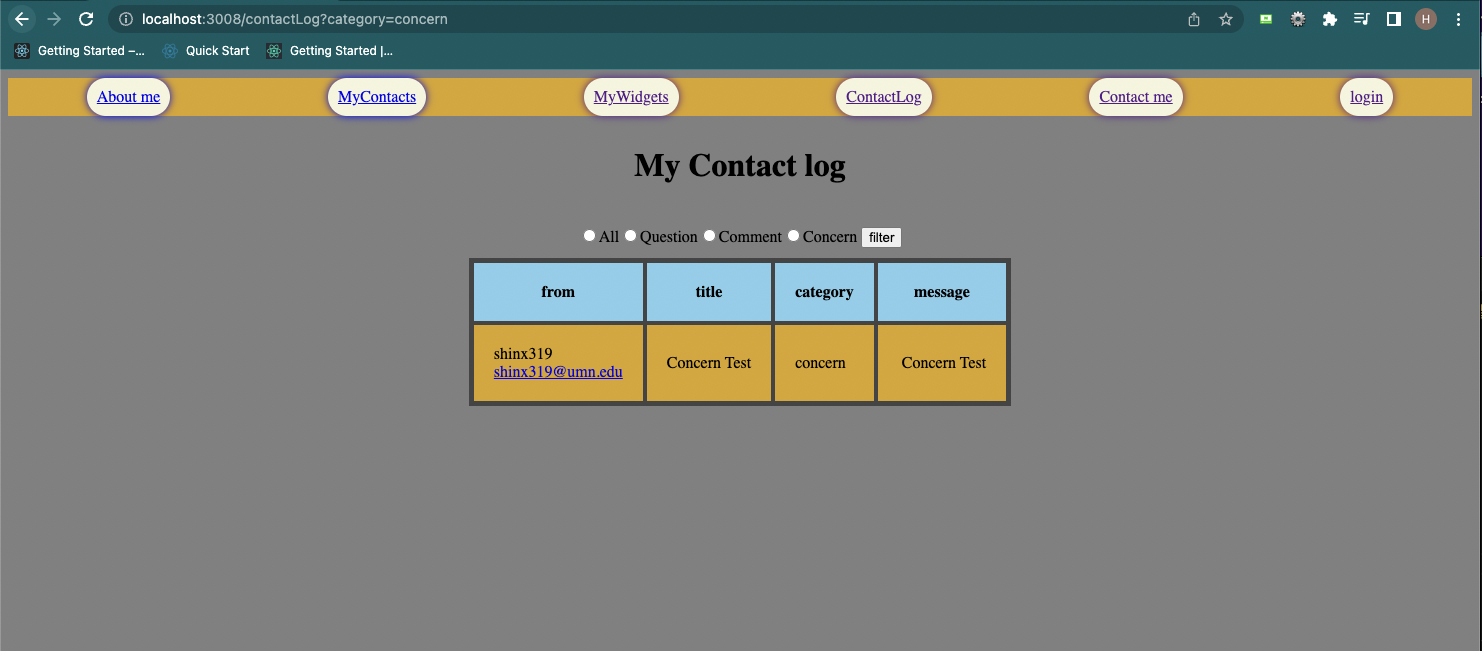 localhost:3008/contactLog?category=concern
H
Getting Started –... Quick Start Getting Started |...
About me MyContacts MyWidgets ContactLog Contact me login
My Contact log
All Question Comment Concern filter
from title category message
shinx319
shinx319@umn.edu Concern Test concern Concern Test